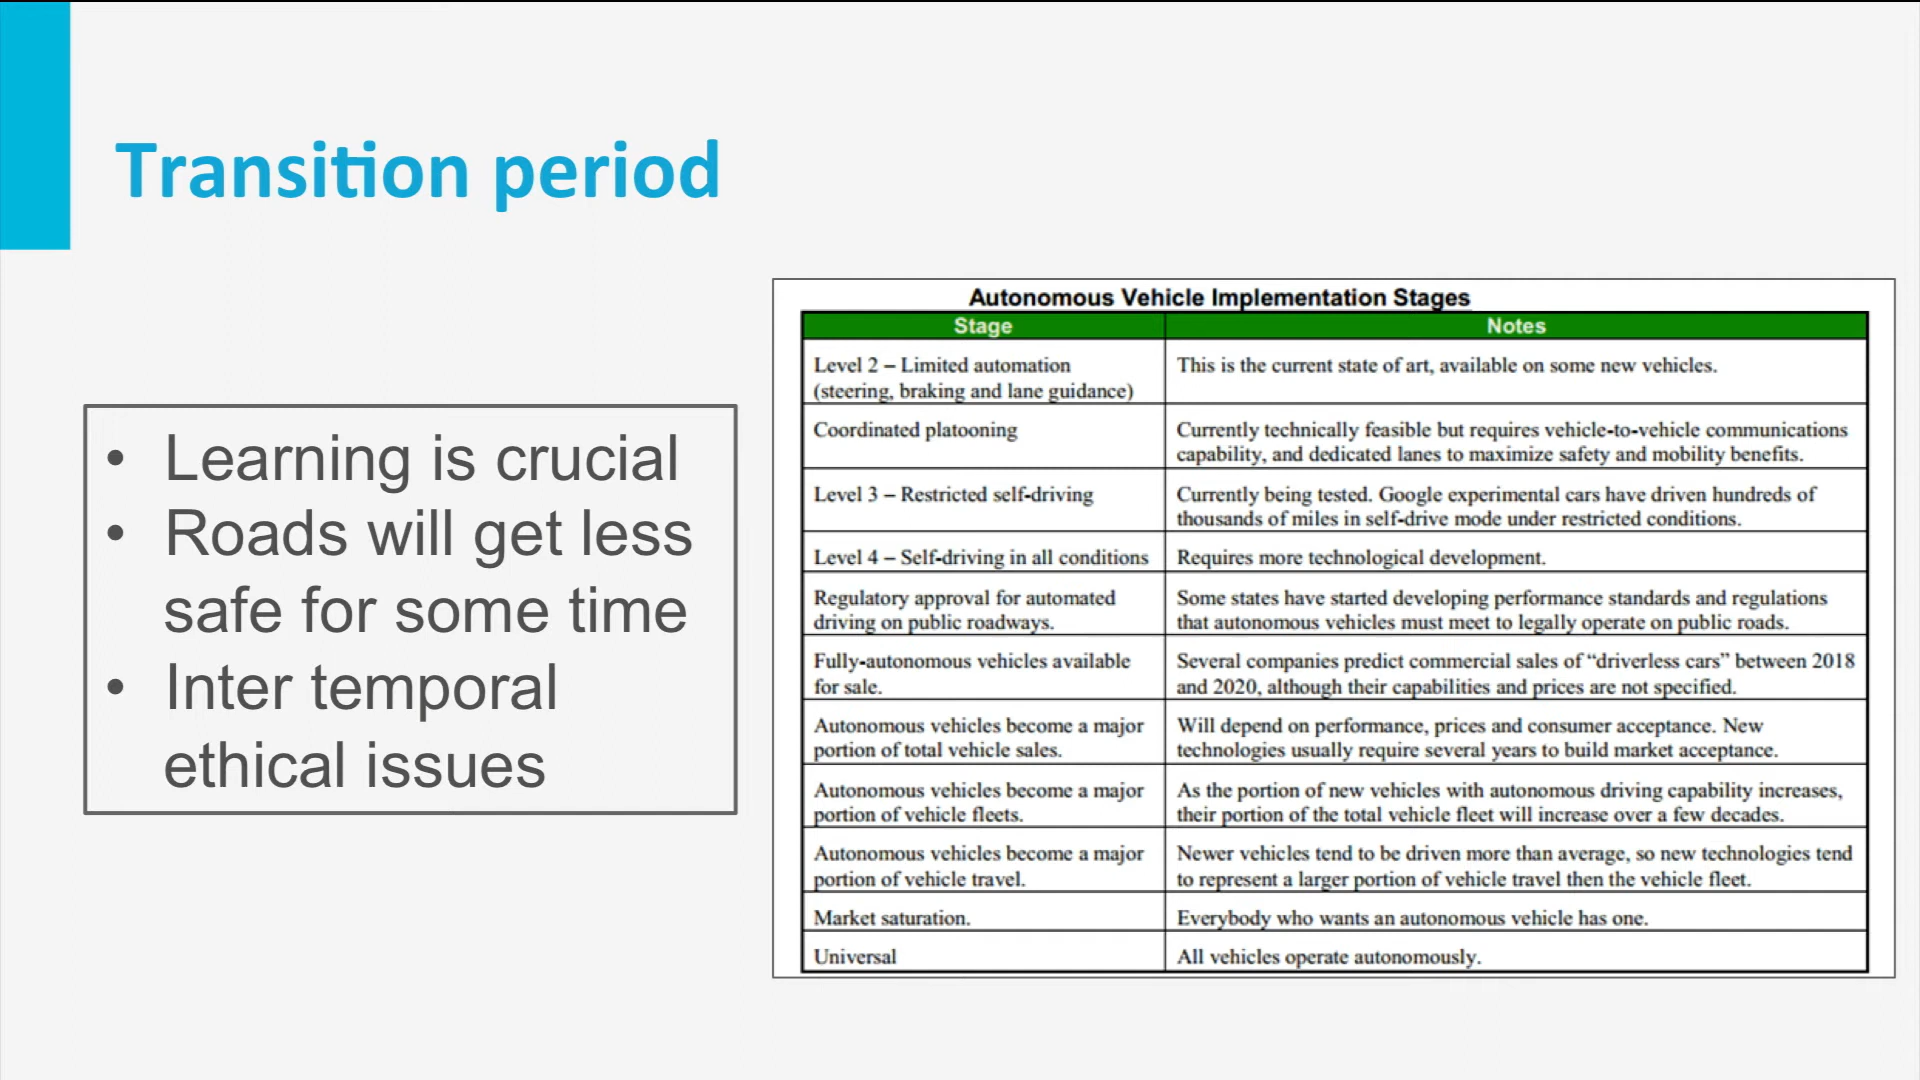 Transition period
• Learning is crucial
• Roads will get less
safe for some time
• Inter temporal
ethical issues
Autonomous Vehicle Implementation Stages
Stage Notes
Level 2 – Limited automation
(steering, braking and lane guidance)
This is the current state of art, available on some new vehicles.
Coordinated platooning
Currently technically feasible but requires vehicle-to-vehicle communications
capability, and dedicated lanes to maximize safety and mobility benefits.
Level 3 – Restricted self-driving
Currently being tested. Google experimental cars have driven hundreds of
thousands of miles in self-drive mode under restricted conditions.
Level 4 – Self-driving in all conditions
Requires more technological development.
Regulatory approval for automated
driving on public roadways.
Some states have started developing performance standards and regulations
that autonomous vehicles must meet to legally operate on public roads.
Fully-autonomous vehicles available
for sale.
Several companies predict commercial sales of “driverless cars” between 2018
and 2020, although their capabilities and prices are not specified.
Autonomous vehicles become a major
portion of total vehicle sales.
Will depend on performance, prices and consumer acceptance. New
technologies usually require several years to build market acceptance.
Autonomous vehicles become a major
portion of vehicle fleets.
As the portion of new vehicles with autonomous driving capability increases,
their portion of the total vehicle fleet will increase over a few decades.
Autonomous vehicles become a major
portion of vehicle travel.
Newer vehicles tend to be driven more than average, so new technologies tend
to represent a larger portion of vehicle travel then the vehicle fleet.
Market saturation.
Everybody who wants an autonomous vehicle has one.
Universal
All vehicles operate autonomously.